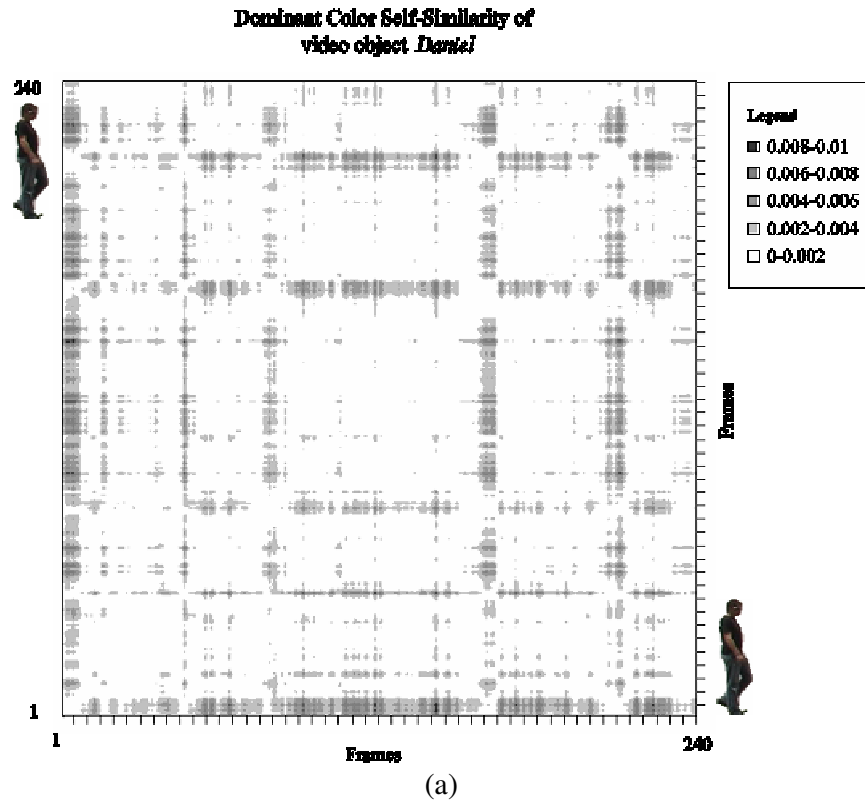 Dominant Color Self-Similarity of
video object Daniel
240
Legend
0.008-0.01
0.006-0.008
0.004-0.006
0.002-0.004
0-0.002
Frames
1
1
240
Frames
(a)